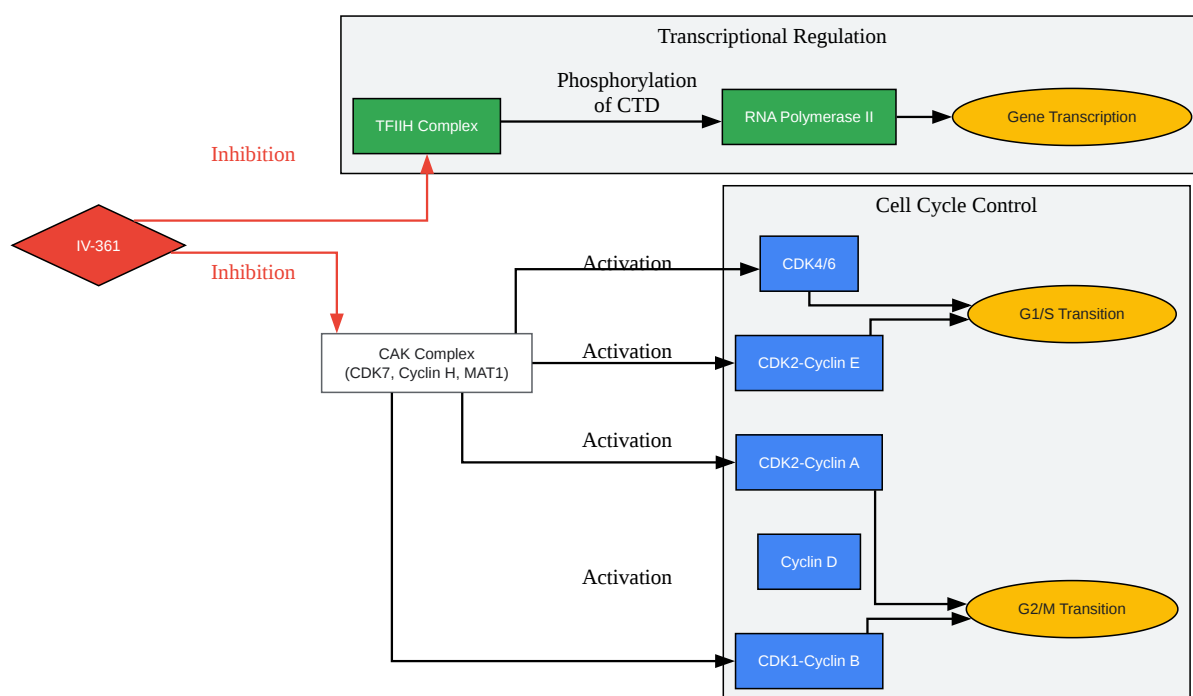 Transcriptional Regulation
Phosphorylation
of CTD
TFIIH Complex
RNA Polymerase II
Gene Transcription
Inhibition
IV-361
Inhibition
Cell Cycle Control
Activation
CDK4/6
G1/S Transition
CAK Complex
(CDK7, Cyclin H, MAT1)
Activation
CDK2-Cyclin E
Activation
CDK2-Cyclin A
Cyclin D
Activation
G2/M Transition
CDK1-Cyclin B